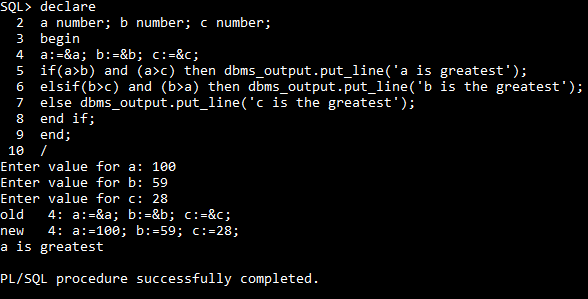 SQL> declare
2 a number; b number; c number;
3 begin
4 a:=&a; b:=&b; c:=&c;
5 if(a>b) and (a>c) then dbms_output.put_line('a is greatest');
6 elsif(b>c) and (b>a) then dbms_output.put_line('b is the greatest');
7 else dbms_output.put_line('c is the greatest');
8 end if;
9 end;
10 /
Enter value for a: 100
Enter value for b: 59
Enter value for c: 28
old 4: a:=&a; b:=&b; c:=&c;
new 4: a:=100; b:=59; c:=28;
a is greatest
PL/SQL procedure successfully completed.